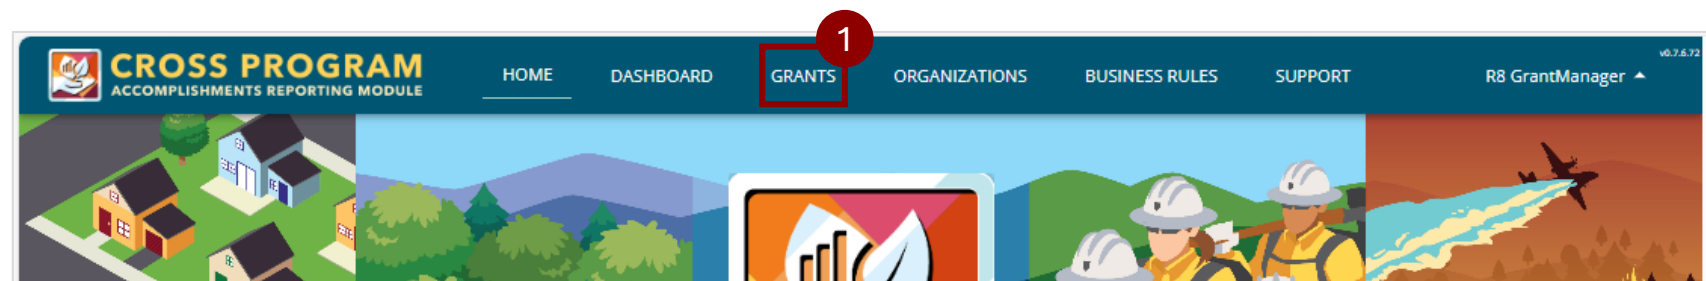 1
CROSS PROGRAM
ACCOMPLISHMENTS REPORTING MODULE
HOME DASHBOARD GRANTS ORGANIZATIONS BUSINESS RULES SUPPORT R8 GrantManager
v0.7.6.72